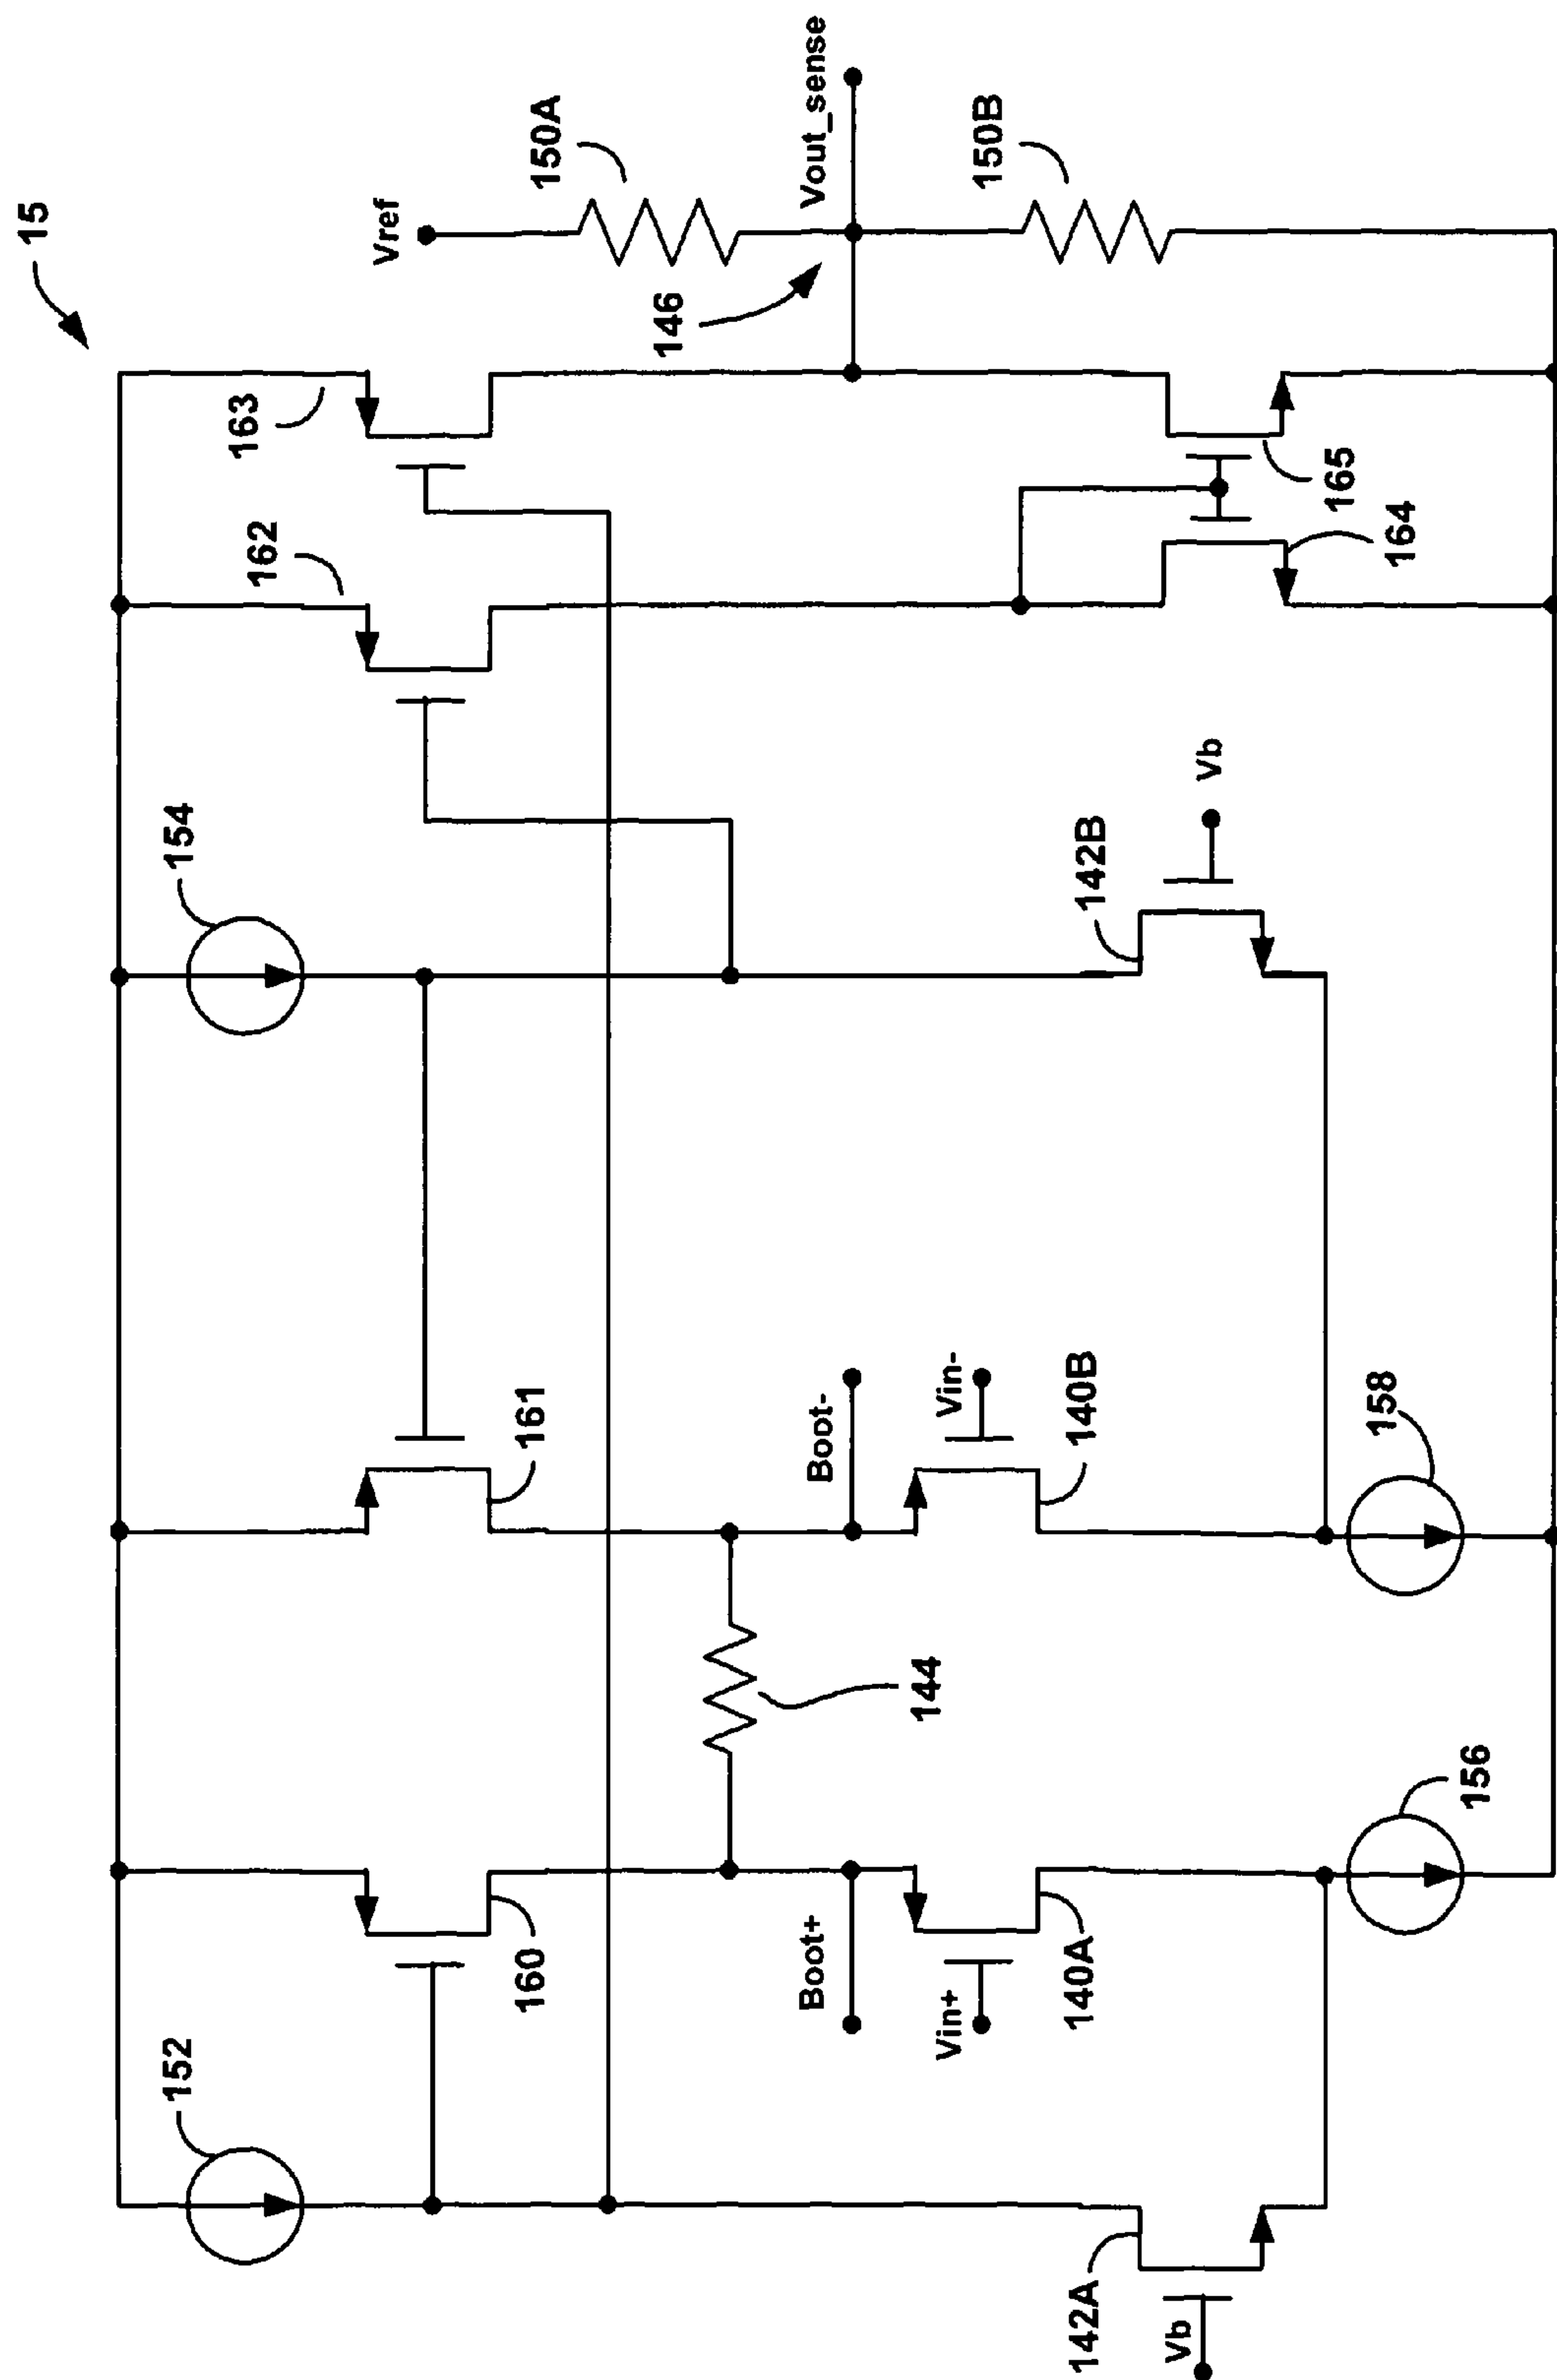 15
152
160
161
154
162
163
Vref
150A
146
Vout_sense
150B
144
Boot+
Boot-
Vin+
Vin-
140A
140B
142A
142B
Vb
Vb
156
158
164
165